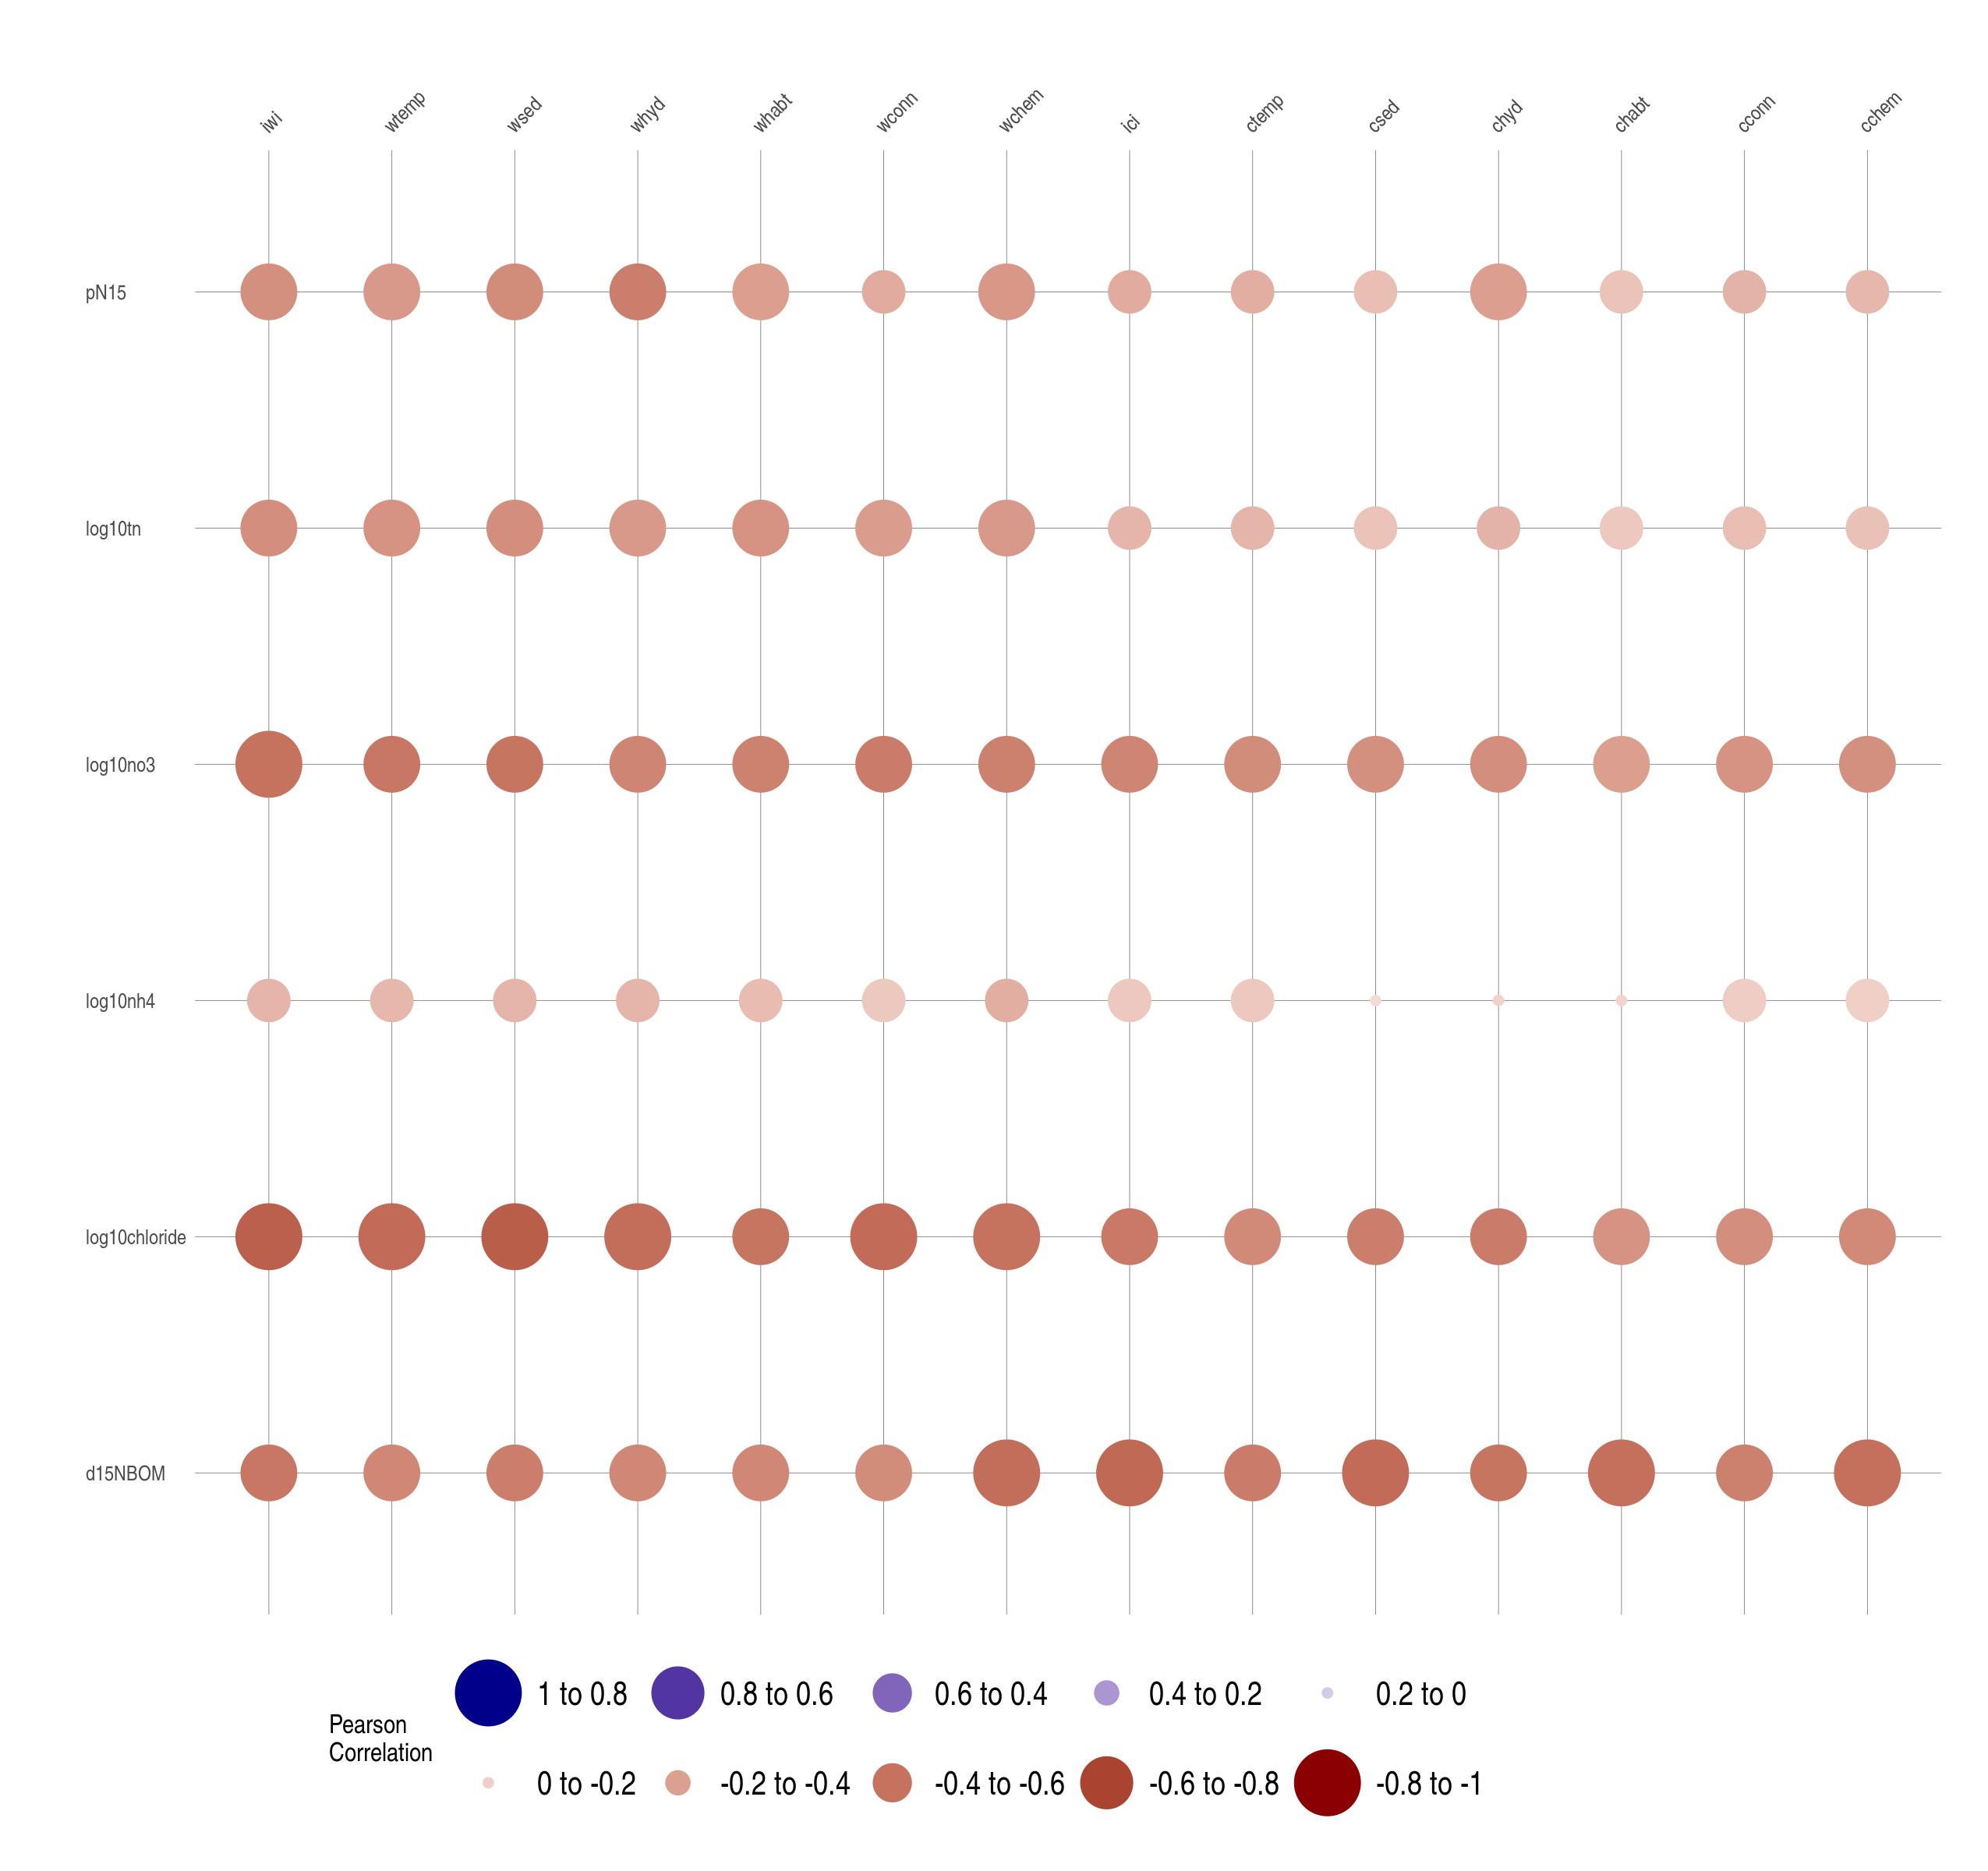 iwi wtemp wsed whyd whabt wconn wchem ici ctemp csed chyd chabt cconn cchem
pN15
log10tn
log10no3
log10nh4
log10chloride
d15NBOM
Pearson
Correlation
1 to 0.8 0.8 to 0.6 0.6 to 0.4 0.4 to 0.2 0.2 to 0
0 to -0.2 -0.2 to -0.4 -0.4 to -0.6 -0.6 to -0.8 -0.8 to -1